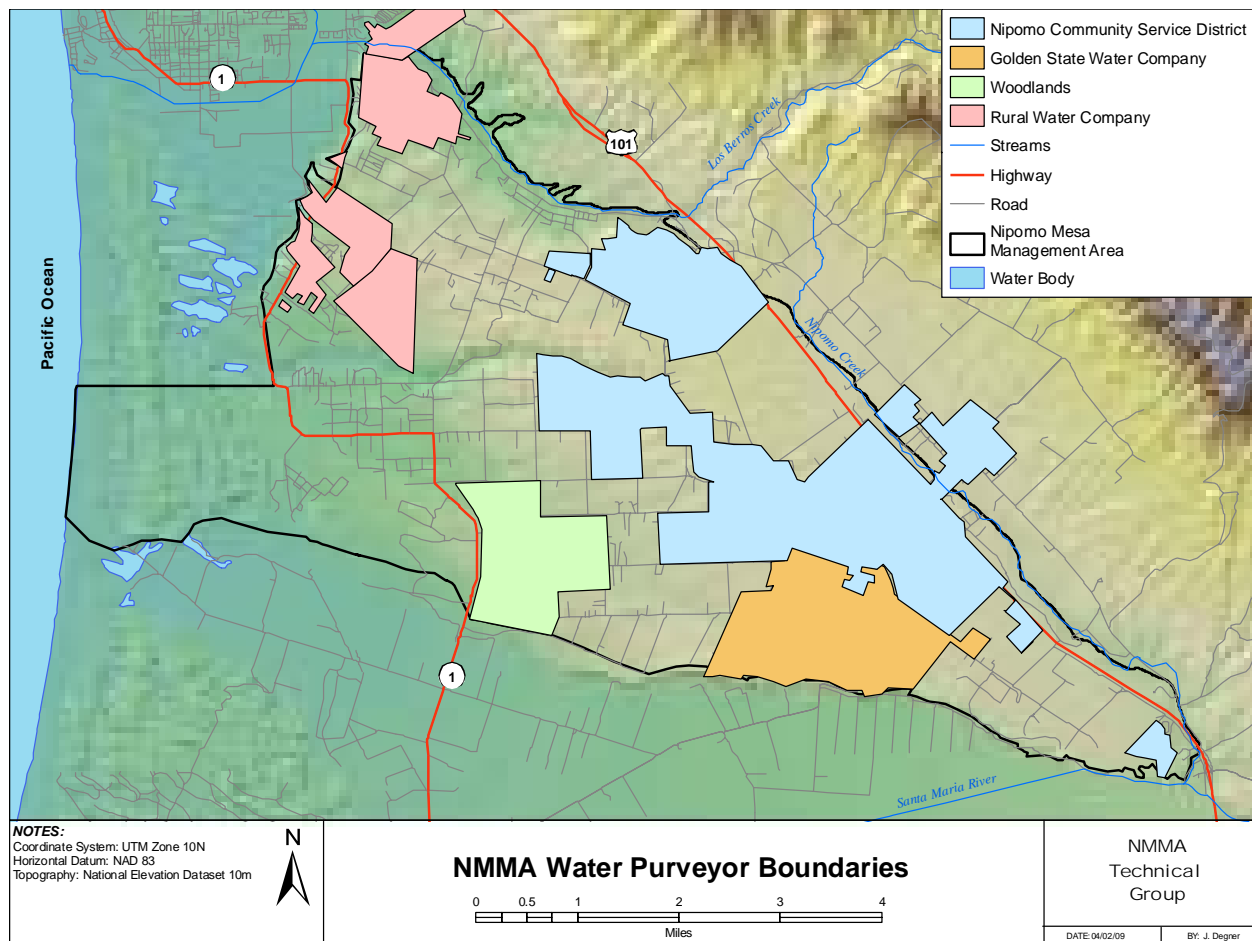 Nipomo Community Service District
Golden State Water Company
Woodlands
Rural Water Company
Streams
Highway
Road
Nipomo Mesa
Management Area
Water Body
1
101
Los Berros Creek
Pacific Ocean
Nipomo Creek
1
Santa Maria River
NOTES:
Coordinate System: UTM Zone 10N
Horizontal Datum: NAD 83
Topography: National Elevation Dataset 10m
N
NMMA Water Purveyor Boundaries
0 0.5 1 2 3 4
Miles
NMMA
Technical
Group
DATE: 04/02/09
BY: J. Degner